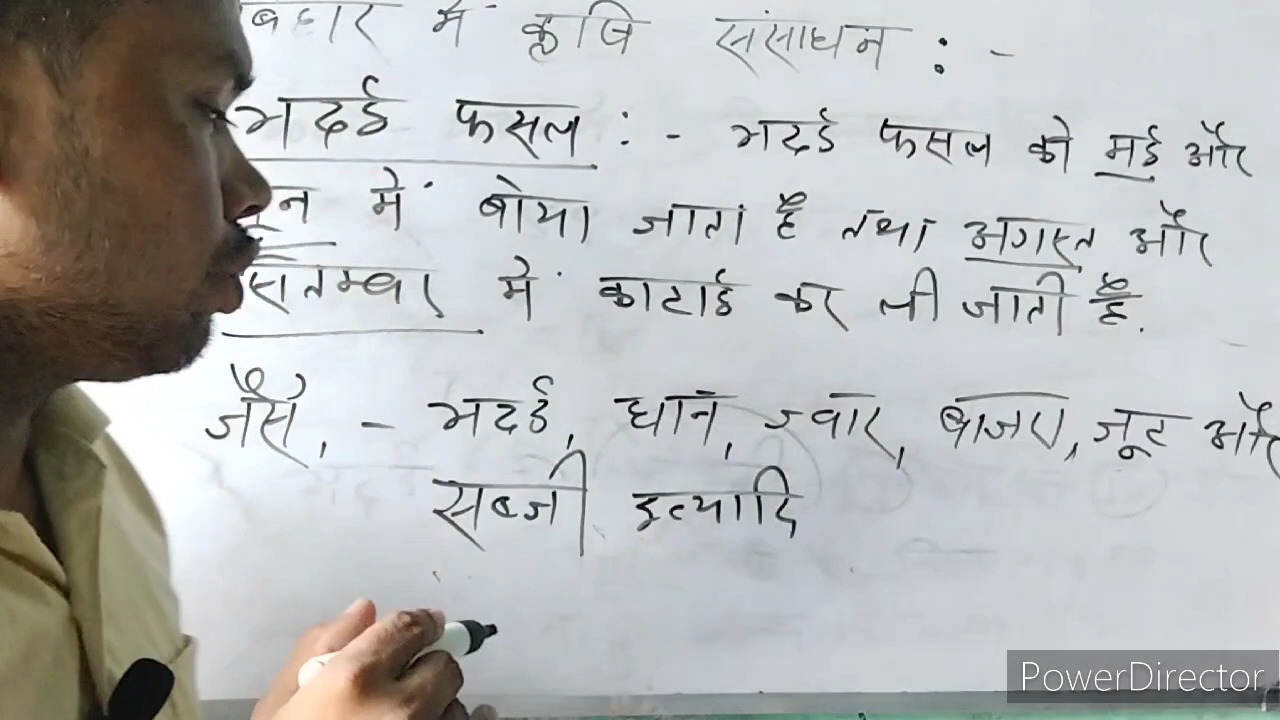 बिहार में कृषि संसाधन : -
भदई फसल : - भदई फसल को मई और
जून में बोया जाता है तथा अगस्त और
सितम्बर में काटाई कर ली जाती है.
जैसे, - भदई, धान, ज्वार, बाजरा, जूट और
सब्जी इत्यादि
PowerDirector